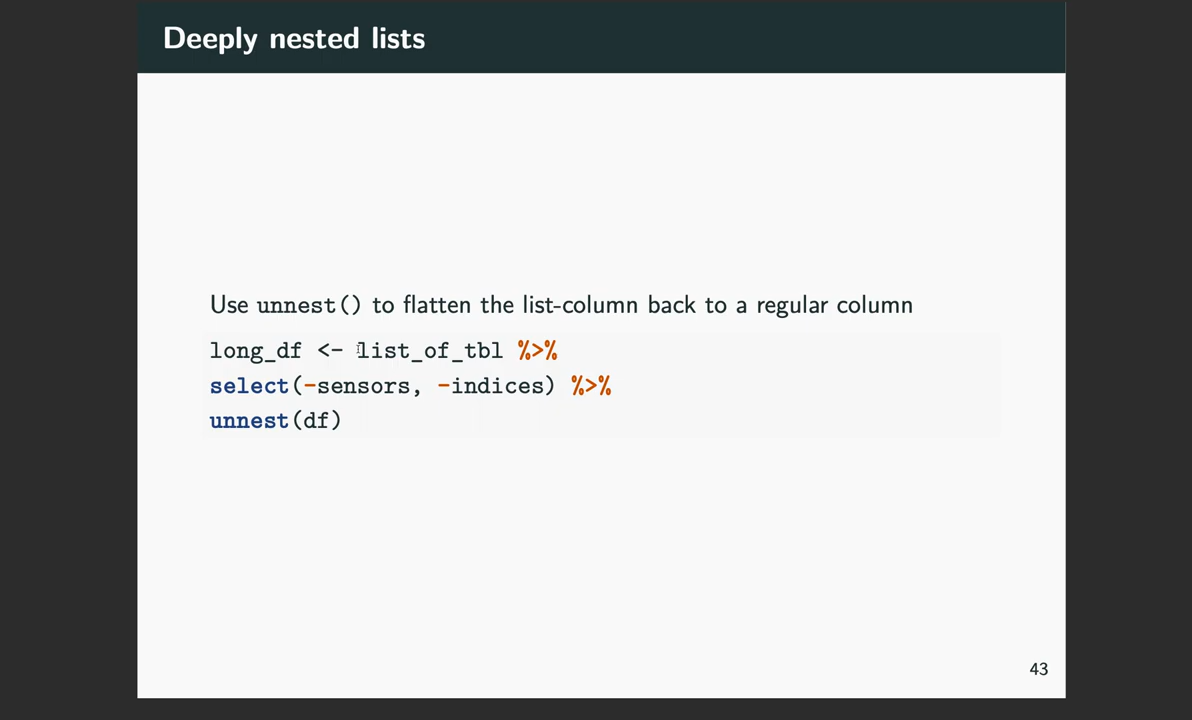 Deeply nested lists
Use unnest() to flatten the list-column back to a regular column
long_df <- list_of_tbl %>%
select(-sensors, -indices) %>%
unnest(df)
43